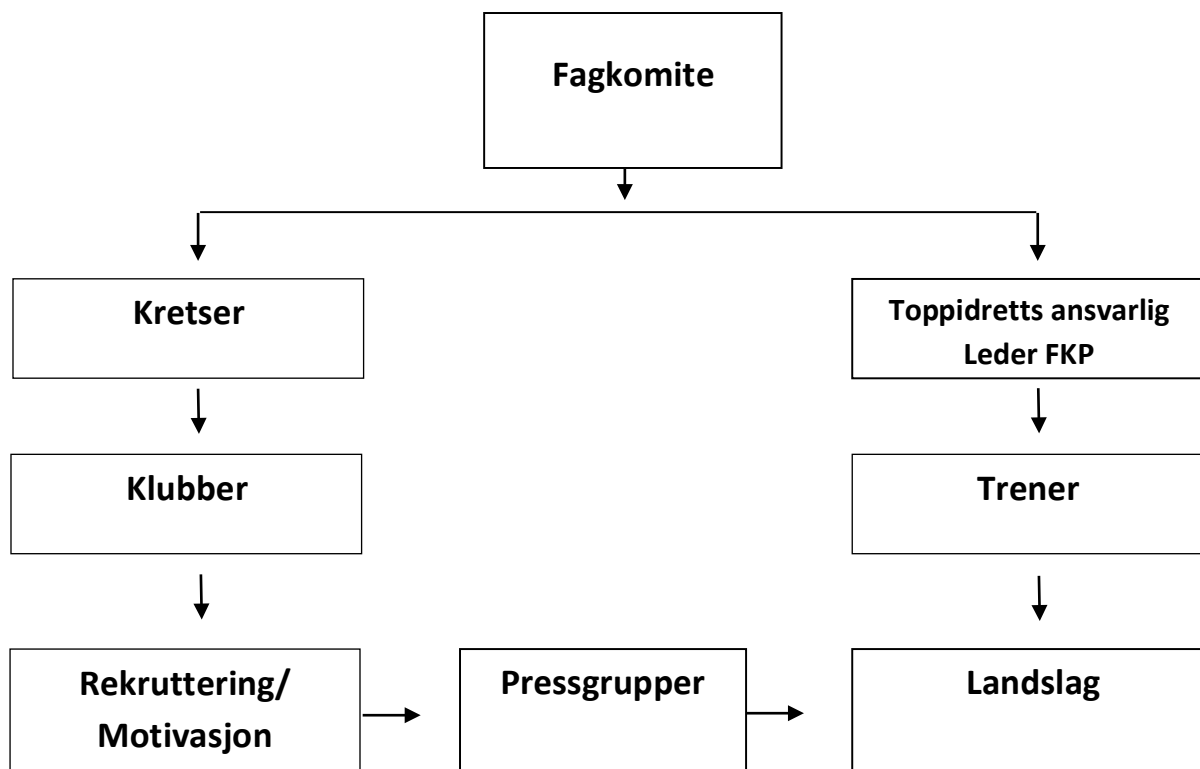 Fagkomite
Kretser
Toppidretts ansvarlig
Leder FKP
Klubber
Trener
Rekruttering/
Motivasjon
Pressgrupper
Landslag